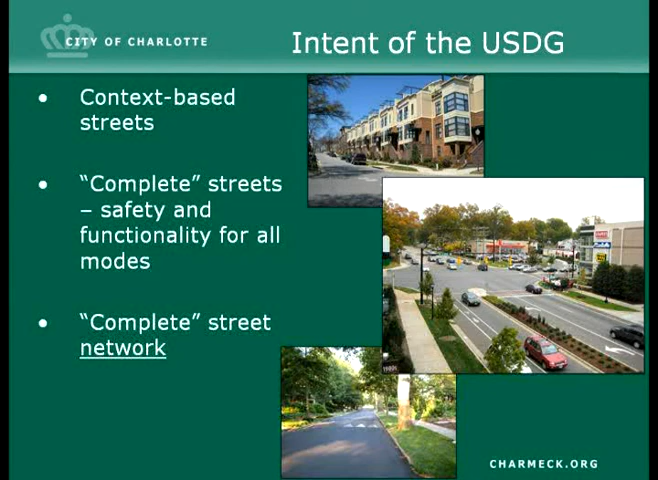 CITY OF CHARLOTTE
Intent of the USDG
• Context-based
streets
• “Complete” streets
– safety and
functionality for all
modes
• “Complete” street
network
CHARMECK.ORG